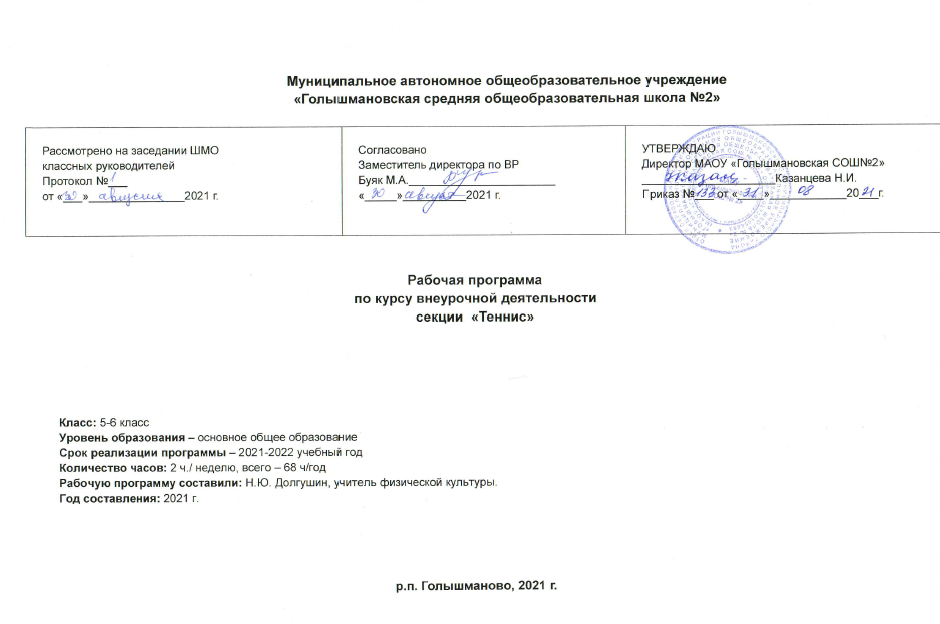 Муниципальное автономное общеобразовательное учреждение
«Голышмановская средняя общеобразовательная школа №2»
Рассмотрено на заседании ШМО
классных руководителей
Протокол № 1
от «30» августа 2021 г.
Согласовано
Заместитель директора по ВР
Буяк М.А.
«30» август 2021 г.
УТВЕРЖДАЮ
Директор МАОУ «Голышмановская СОШ№2»
Казанцева Н.И.
Приказ №133 от «31» 08 2021 г.
Рабочая программа
по курсу внеурочной деятельности
секции «Теннис»
Класс: 5-6 класс
Уровень образования – основное общее образование
Срок реализации программы – 2021-2022 учебный год
Количество часов: 2 ч./ неделю, всего – 68 ч/год
Рабочую программу составили: Н.Ю. Долгушин, учитель физической культуры.
Год составления: 2021 г.
р.п. Голышманово, 2021 г.